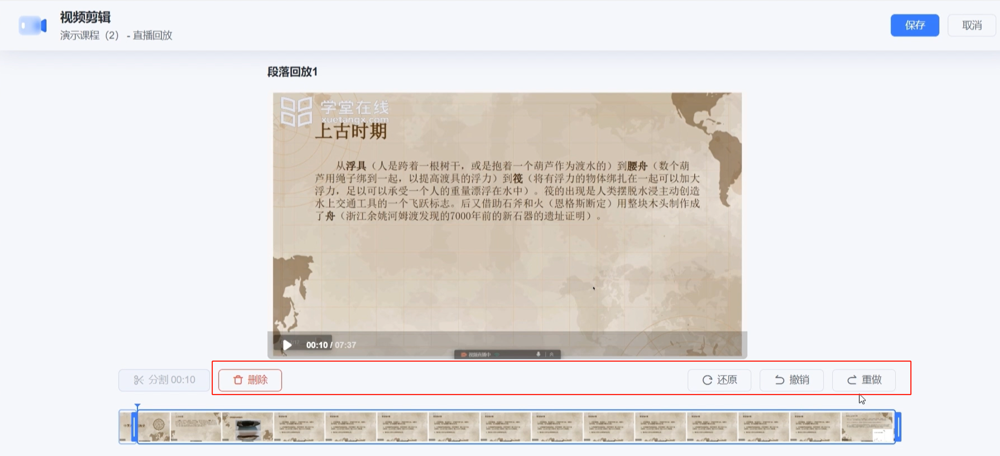 视频剪辑
保存
取消
演示课程（2） - 直播回放
段落回放1
学堂在线
xuetangx.com
上古时期
从浮具（人是跨着一根树干，或是抱着一个葫芦作为渡水的）到腰舟（数个葫
芦用绳子绑到一起，以提高渡具的浮力）到筏（将有浮力的物体绑扎在一起可以加大
浮力，足以可以承受一个人的重量漂浮在水中）。筏的出现是人类摆脱水浸主动创造
水上交通工具的一个飞跃标志。后又借助石斧和火（恩格斯断定）用整块木头制作成
了舟（浙江余姚河姆渡发现的7000年前的新石器的遗址证明）。
00:10 / 07:37
视频直播中
分割 00:10
删除
还原
撤销
重做